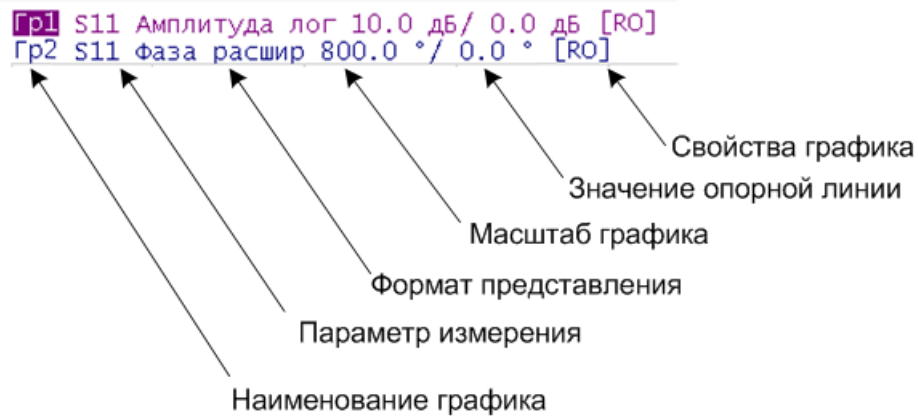 Гр1 S11 Амплитуда лог 10.0 дБ/ 0.0 дБ [RO]
Гр2 S11 Фаза расшир 800.0 °/ 0.0 ° [RO]
Свойства графика
Значение опорной линии
Масштаб графика
Формат представления
Параметр измерения
Наименование графика